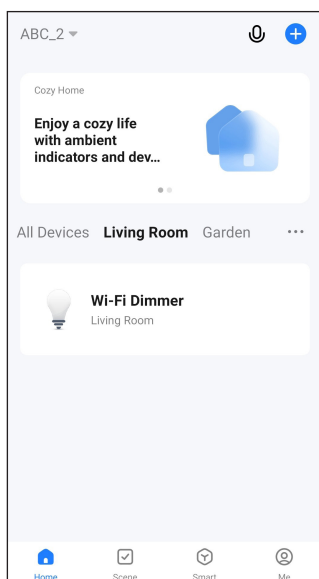 ABC_2
Cozy Home
Enjoy a cozy life
with ambient
indicators and dev...
All Devices Living Room Garden ...
Wi-Fi Dimmer
Living Room
Home Scene Smart Me